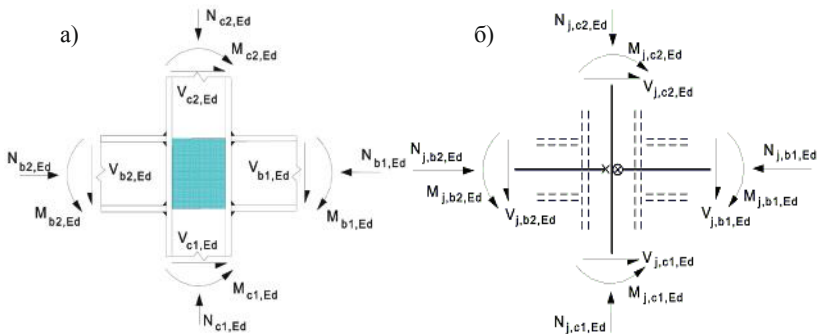 а)
N c2,Ed
M c2,Ed
V c2,Ed
N b2,Ed
V b2,Ed
M b2,Ed
V b1,Ed
N b1,Ed
M b1,Ed
V c1,Ed
M c1,Ed
N c1,Ed
б)
N j,c2,Ed
M j,c2,Ed
V j,c2,Ed
N j,b2,Ed
M j,b2,Ed
V j,b2,Ed
N j,b1,Ed
M j,b1,Ed
V j,b1,Ed
V j,c1,Ed
M j,c1,Ed
N j,c1,Ed